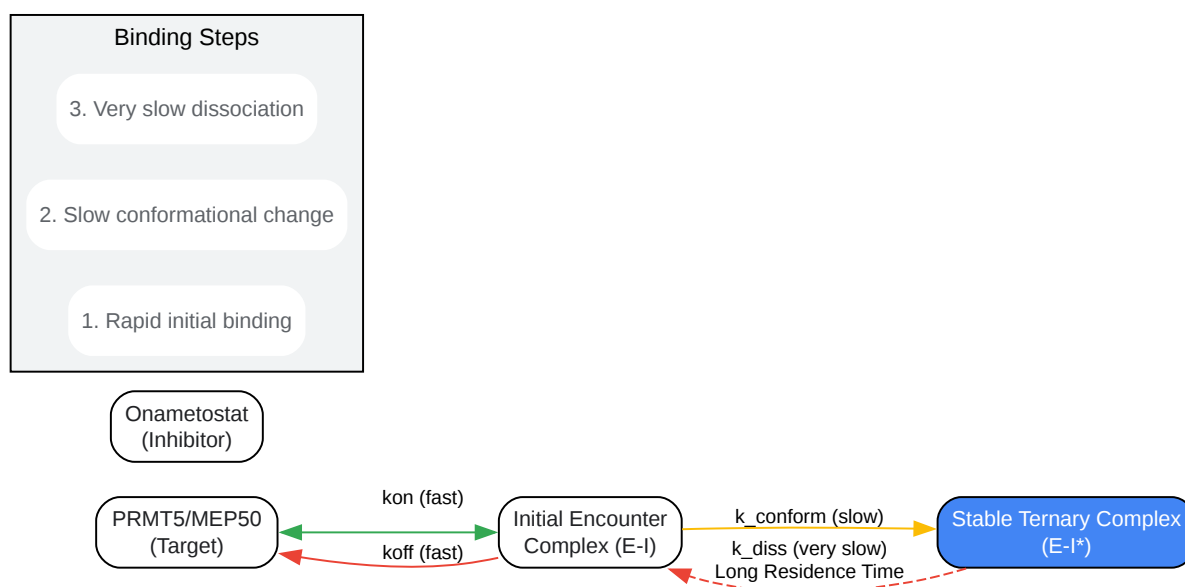 Binding Steps
3. Very slow dissociation
2. Slow conformational change
1. Rapid initial binding
Onametostat
(Inhibitor)
PRMT5/MEP50
(Target)
kon (fast)
koff (fast)
Initial Encounter
Complex (E-I)
k_conform (slow)
k_diss (very slow)
Long Residence Time
Stable Ternary Complex
(E-I*)